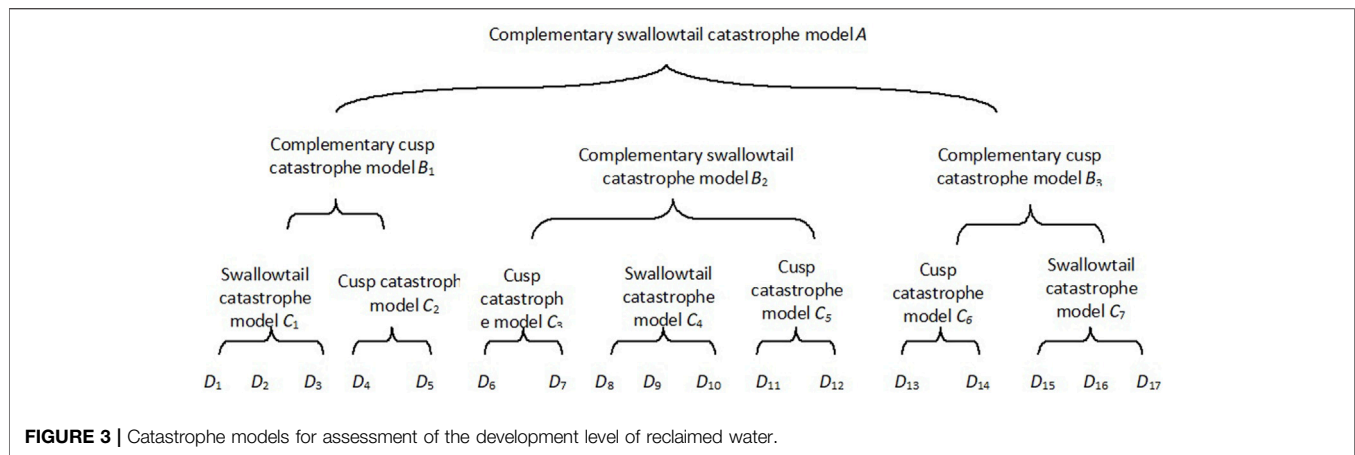 Complementary swallowtail catastrophe model A
Complementary cusp
catastrophe model B₁
Complementary swallowtail
catastrophe model B₂
Complementary cusp
catastrophe model B₃
Swallowtail
catastrophe
model C₁
Cusp catastroph
model C₂
Cusp
catastroph
e model C₃
Swallowtail
catastrophe
model C₄
Cusp
catastrophe
model C₅
Cusp
catastrophe
model C₆
Swallowtail
catastrophe
model C₇
D₁ D₂ D₃ D₄ D₅ D₆ D₇ D₈ D₉ D₁₀ D₁₁ D₁₂ D₁₃ D₁₄ D₁₅ D₁₆ D₁₇
FIGURE 3 | Catastrophe models for assessment of the development level of reclaimed water.